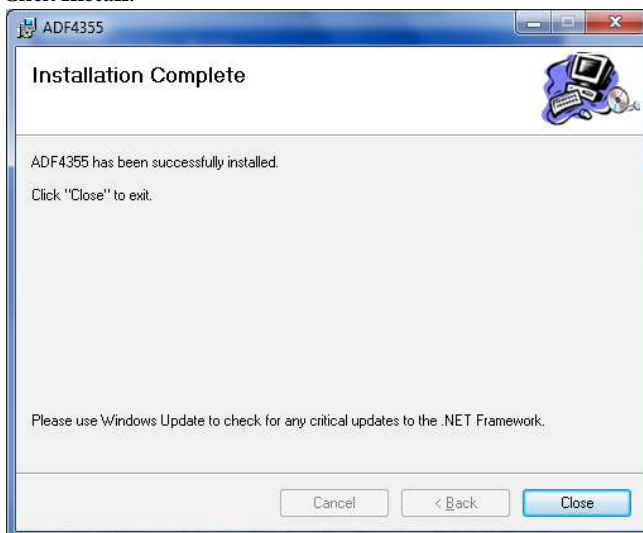 Click Install.
ADF4355
Installation Complete
ADF4355 has been successfully installed.
Click "Close" to exit.
Please use Windows Update to check for any critical updates to the .NET Framework.
Cancel
< Back
Close